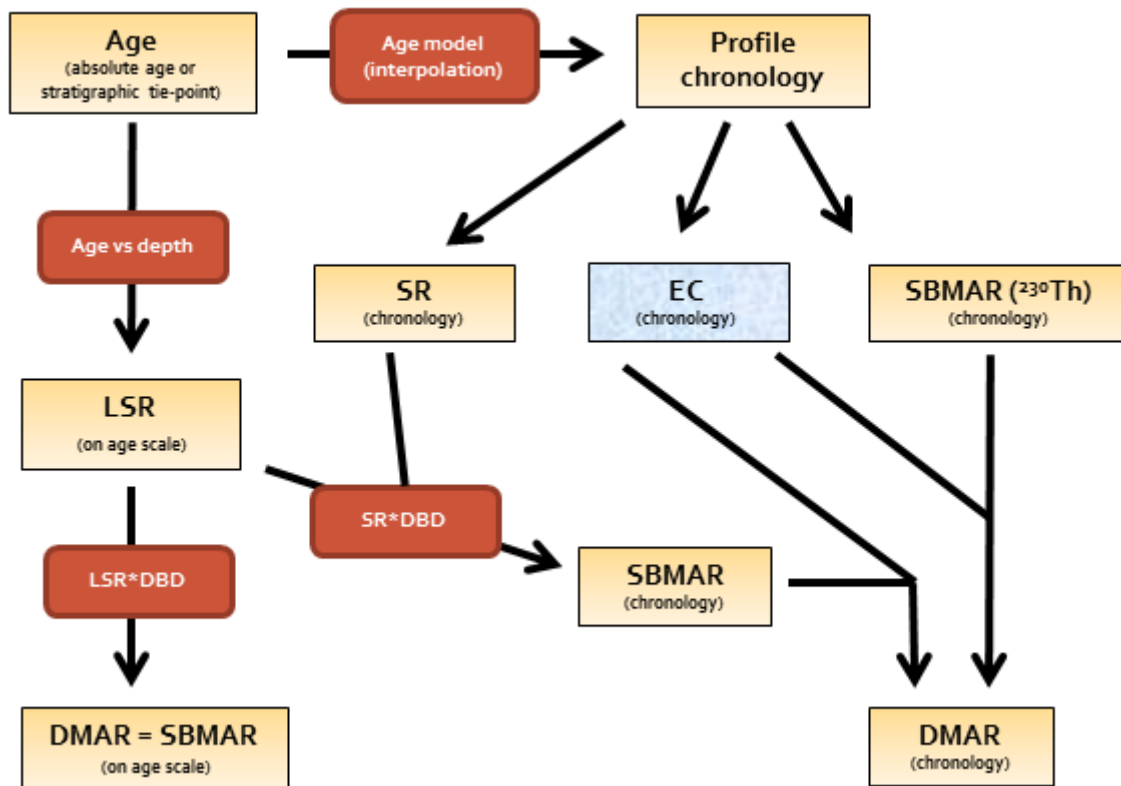 Age
(absolute age or
stratigraphic tie-point)
Age model
(interpolation)
Profile
chronology
Age vs depth
SR
(chronology)
EC
(chronology)
SBMAR (²³⁰Th)
(chronology)
LSR
(on age scale)
SR*DBD
LSR*DBD
SBMAR
(chronology)
DMAR = SBMAR
(on age scale)
DMAR
(chronology)